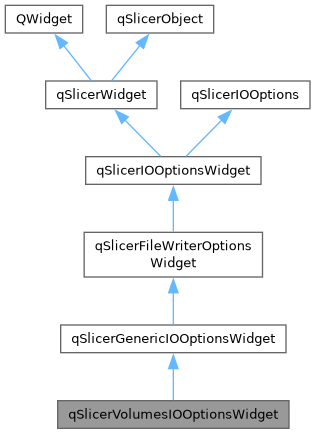 QWidget
qSlicerObject
qSlicerWidget
qSlicerIOOptions
qSlicerIOOptionsWidget
qSlicerFileWriterOptions
Widget
qSlicerGenericIOOptionsWidget
qSlicerVolumesIOOptionsWidget